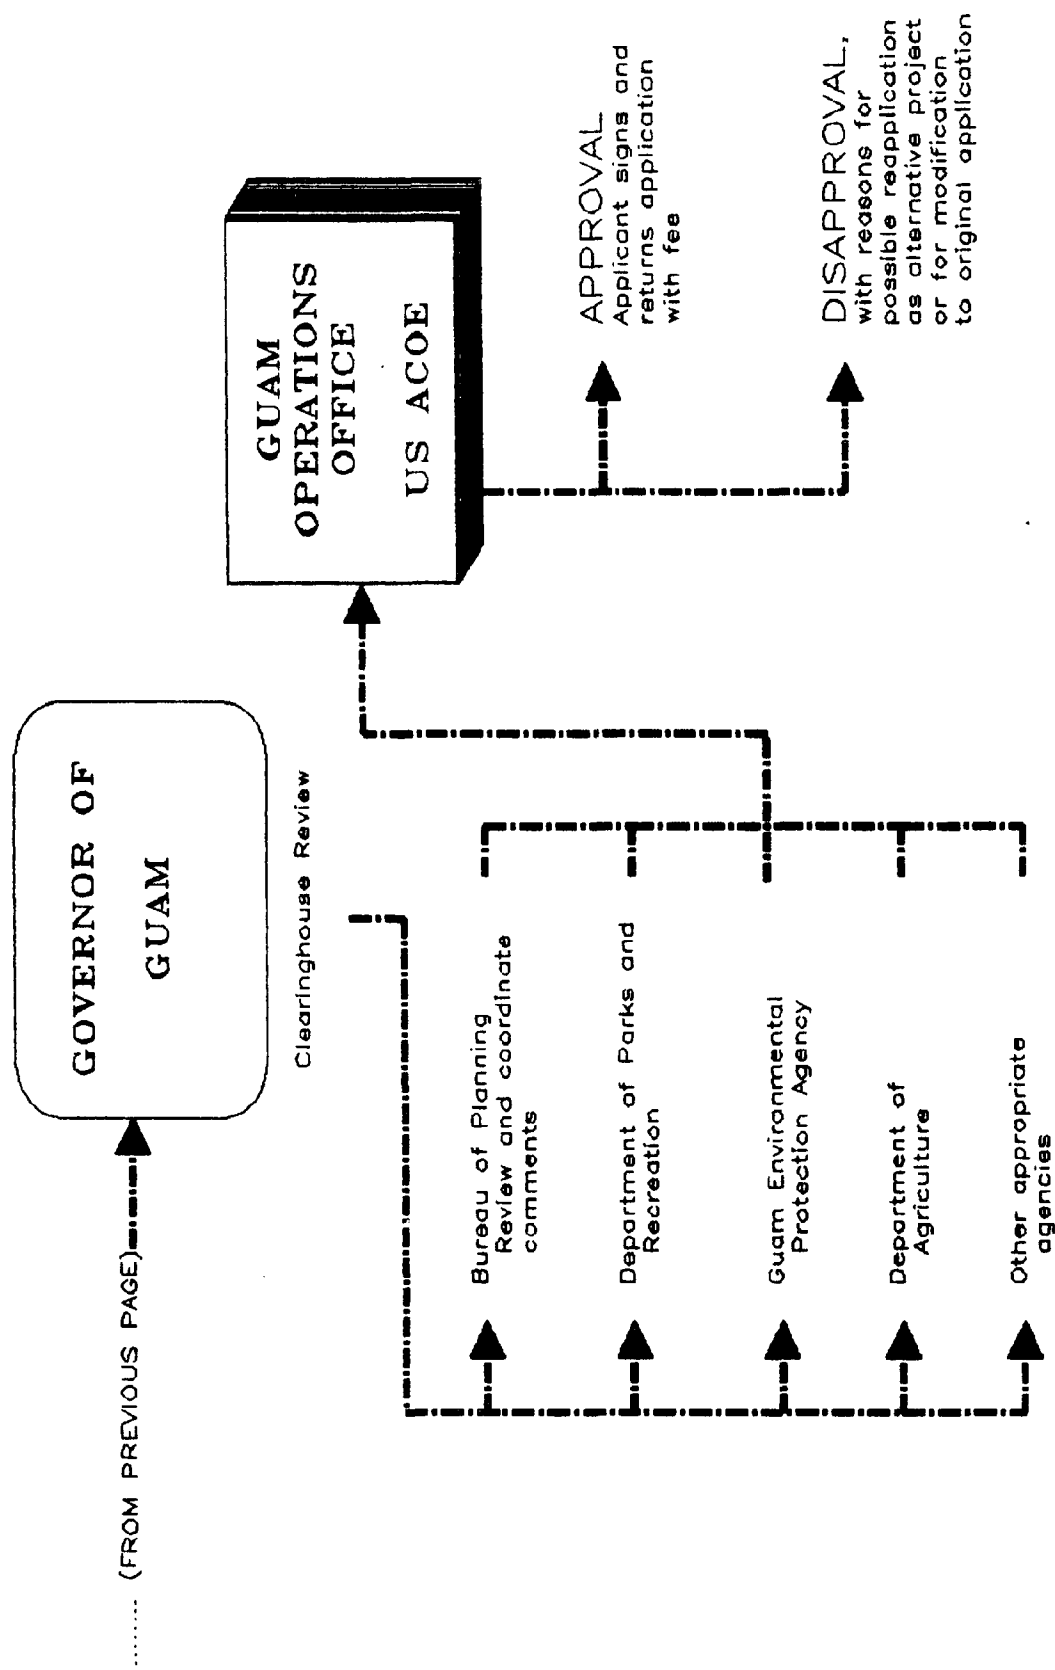 ........ (FROM PREVIOUS PAGE)
GOVERNOR OF
GUAM
Clearinghouse Review
Bureau of Planning
Review and coordinate
comments
Department of Parks and
Recreation
Guam Environmental
Protection Agency
Department of
Agriculture
Other appropriate
agencies
GUAM
OPERATIONS
OFFICE
US ACOE
APPROVAL
Applicant signs and
returns application
with fee
DISAPPROVAL,
with reasons for
possible reapplication
as alternative project
or for modification
to original application